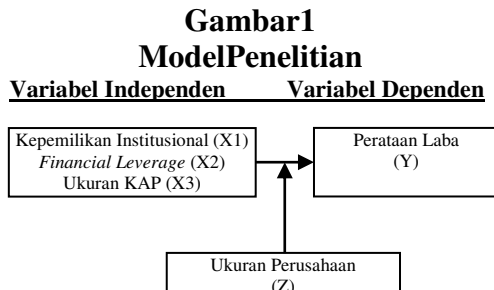 Gambar1
ModelPenelitian
Variabel Independen Variabel Dependen
Kepemilikan Institusional (X1)
Financial Leverage (X2)
Ukuran KAP (X3)
Perataan Laba
(Y)
Ukuran Perusahaan
(Z)